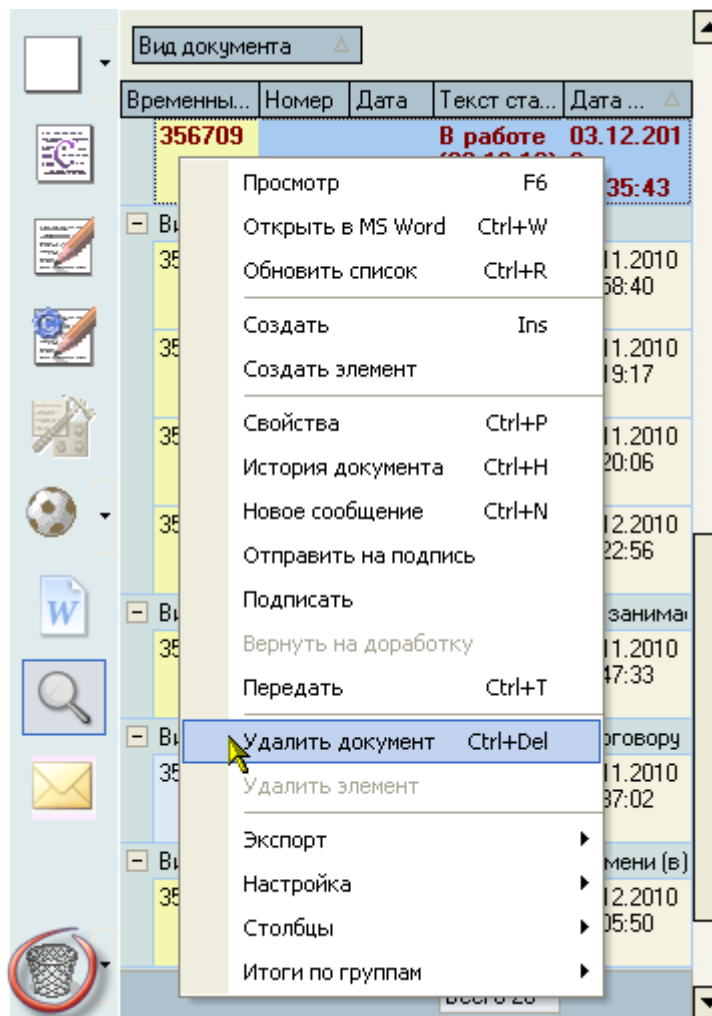 Вид документа
Временны... Номер Дата Текст ста... Дата ...
356709 В работе 03.12.201
35:43
Просмотр F6
Открыть в MS Word Ctrl+W
Обновить список Ctrl+R
11.2010
58:40
Создать Ins
Создать элемент
11.2010
19:17
Свойства Ctrl+P
История документа Ctrl+H
11.2010
20:06
Новое сообщение Ctrl+N
Отправить на подпись
12.2010
22:56
Подписать
занима
Вернуть на доработку
11.2010
47:33
Передать Ctrl+T
Удалить документ Ctrl+Del
оговору
Удалить элемент
11.2010
37:02
Экспорт
Настройка
мени (в)
12.2010
05:50
Столбцы
Итоги по группам